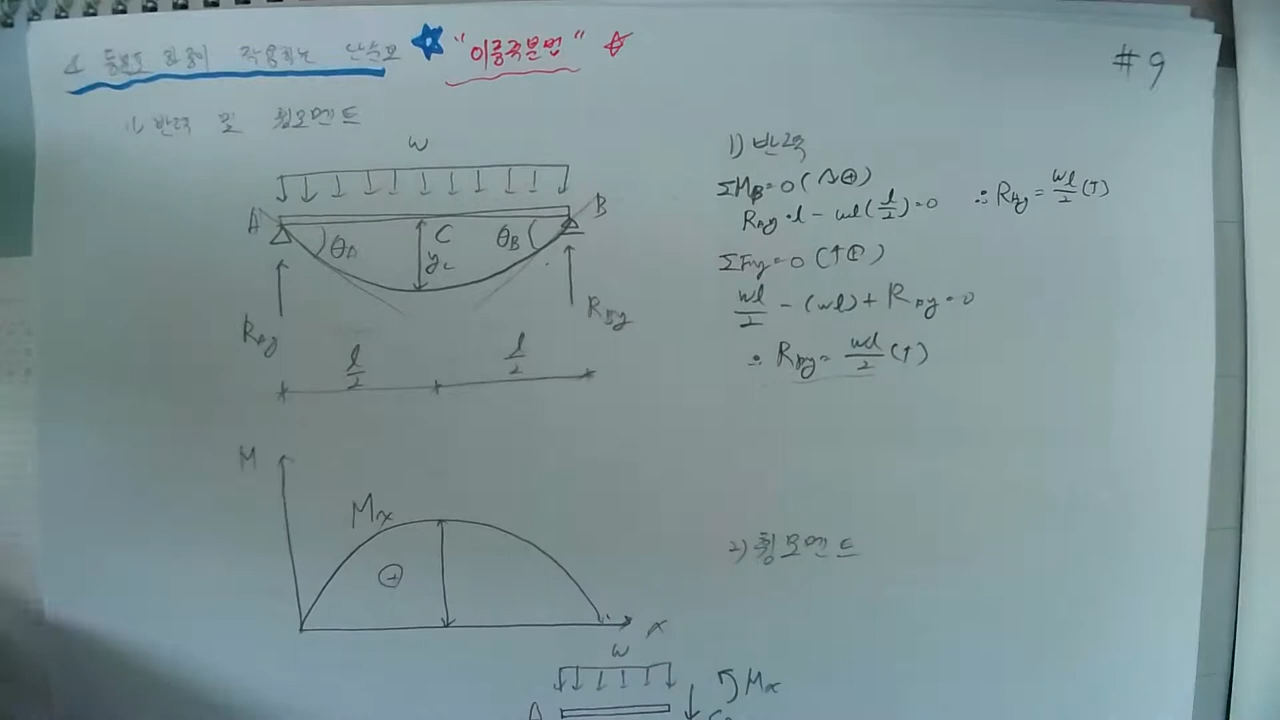 등분포 하중이 작용하는 단순보 "이중적분법"
#9
1) 반력 및 휨모멘트
w
A
B
θA
C
θB
yc
RAy
RBy
l/2
l/2
1) 반력
ΣMB=0(↷⊕)
RAy·l - wl(l/2)=0 ∴ RAy = wl/2 (↑)
ΣFy=0(↑⊕)
wl/2 - (wl) + RBy=0
∴ RBy= wl/2 (↑)
M
Mx
⊕
x
2) 휨모멘트
w
Mx
A